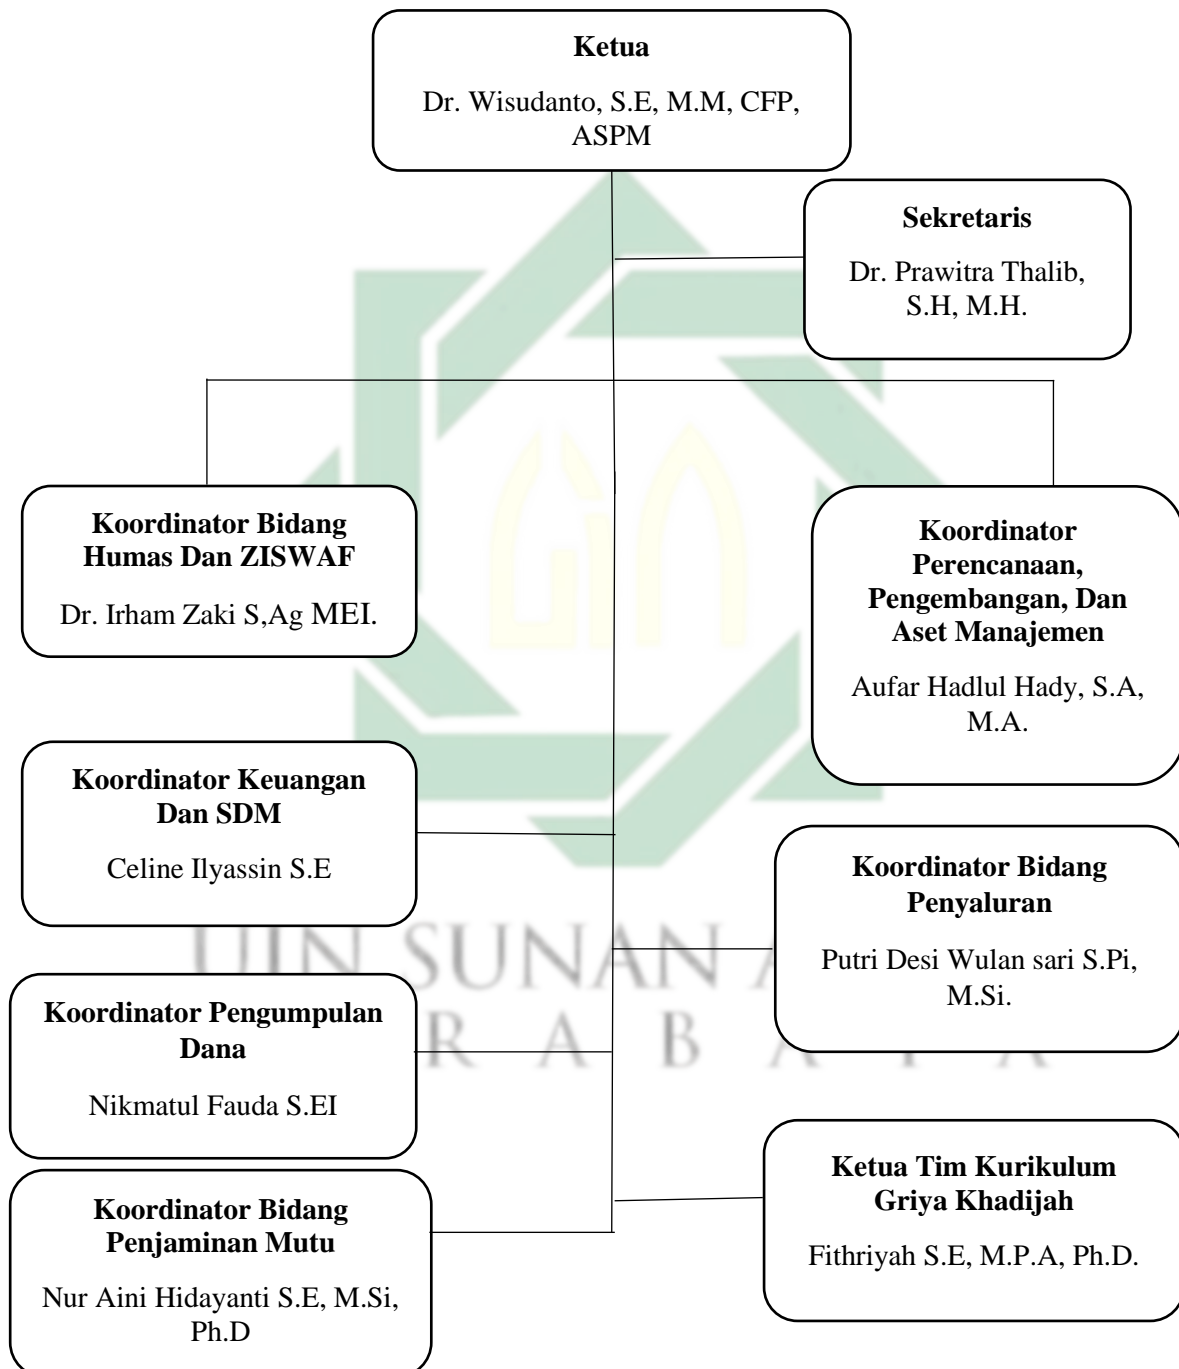 Ketua
Dr. Wisudanto, S.E, M.M, CFP,
ASPM
Sekretaris
Dr. Prawitra Thalib,
S.H, M.H.
Koordinator Bidang
Humas Dan ZISWAF
Dr. Irham Zaki S,Ag MEI.
Koordinator
Perencanaan,
Pengembangan, Dan
Aset Manajemen
Aufar Hadlul Hady, S.A,
M.A.
Koordinator Keuangan
Dan SDM
Celine Ilyassin S.E
Koordinator Bidang
Penyaluran
Putri Desi Wulan sari S.Pi,
M.Si.
UIN SUNAN A
R A B A Y A
Koordinator Pengumpulan
Dana
Nikmatul Fauda S.EI
Ketua Tim Kurikulum
Griya Khadijah
Fithriyah S.E, M.P.A, Ph.D.
Koordinator Bidang
Penjaminan Mutu
Nur Aini Hidayanti S.E, M.Si,
Ph.D